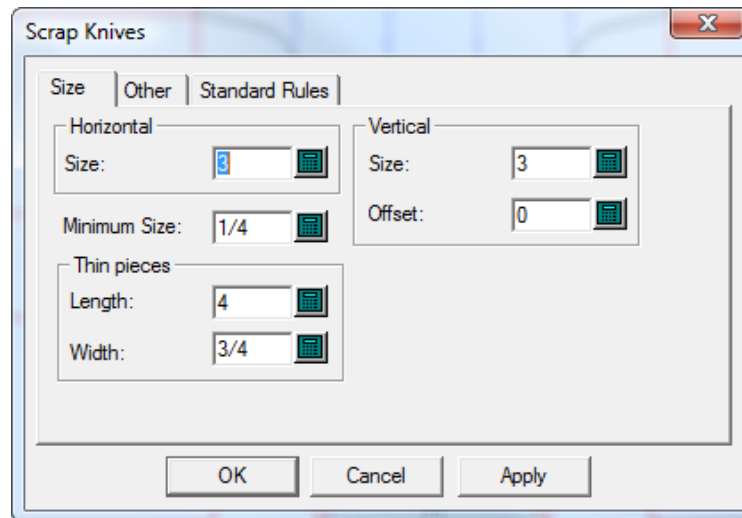 Scrap Knives
x
Size Other Standard Rules
Horizontal Vertical
Size: 3 Size: 3
Minimum Size: 1/4 Offset: 0
Thin pieces
Length: 4
Width: 3/4
OK Cancel Apply